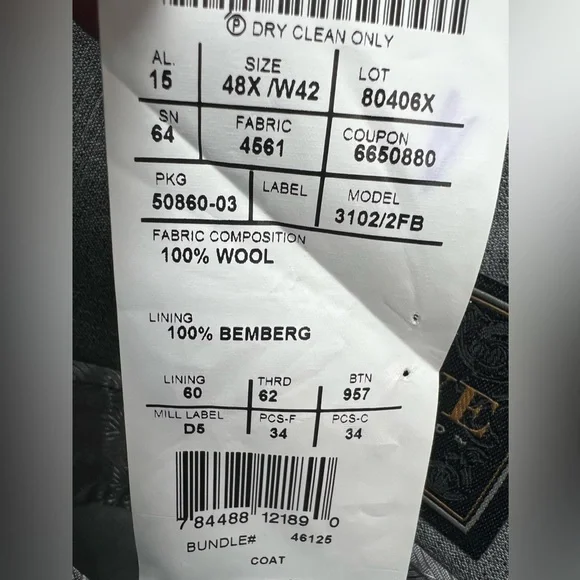 P DRY CLEAN ONLY
AL. SIZE LOT
15 48X /W42 80406X
SN FABRIC COUPON
64 4561 6650880
PKG LABEL MODEL
50860-03 3102/2FB
FABRIC COMPOSITION
100% WOOL
LINING
100% BEMBERG
LINING THRD BTN
60 62 957
MILL LABEL PCS-F PCS-C
D5 34 34
7 84488 12189 0
BUNDLE# 46125
COAT
E